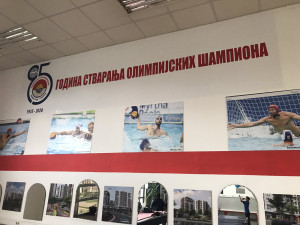 85
ГОДИНА СТВАРАЊА ОЛИМПИЈСКИХ ШАМПИОНА